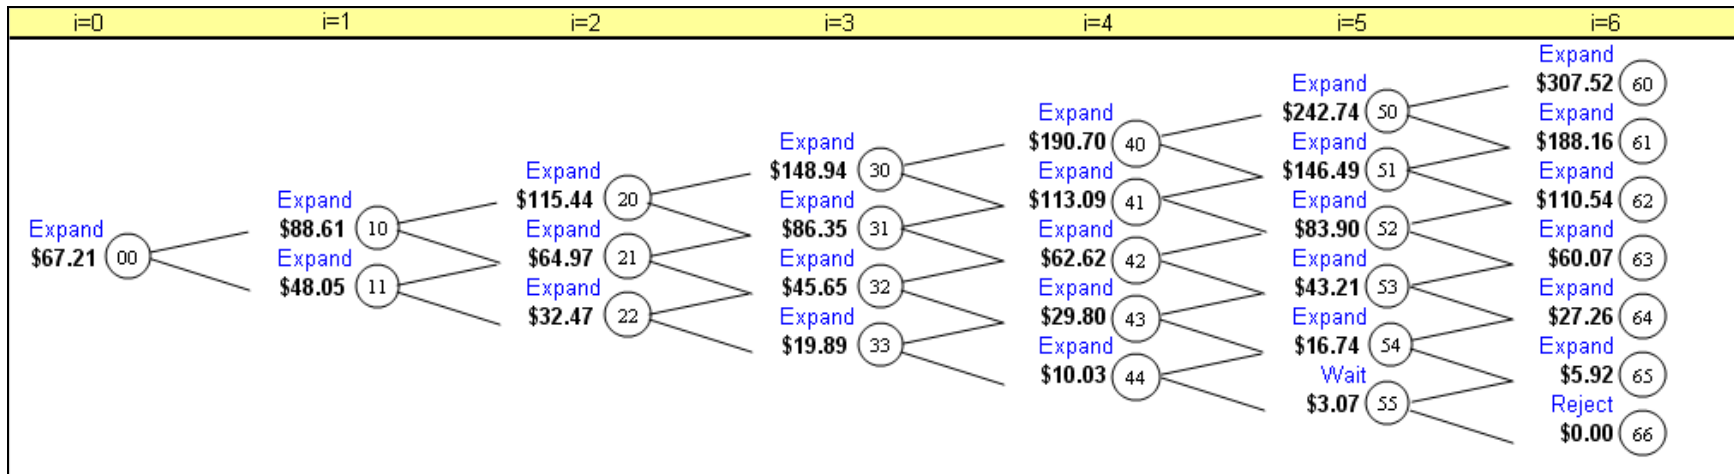 i=0 i=1 i=2 i=3 i=4 i=5 i=6
Expand
$307.52 60
Expand
$242.74 50
Expand
$188.16 61
Expand
$190.70 40
Expand
$146.49 51
Expand
$110.54 62
Expand
$148.94 30
Expand
$113.09 41
Expand
$83.90 52
Expand
$60.07 63
Expand
$115.44 20
Expand
$86.35 31
Expand
$62.62 42
Expand
$43.21 53
Expand
$27.26 64
Expand
$88.61 10
Expand
$64.97 21
Expand
$45.65 32
Expand
$29.80 43
Expand
$16.74 54
Expand
$5.92 65
Expand
$67.21 00
Expand
$48.05 11
Expand
$32.47 22
Expand
$19.89 33
Expand
$10.03 44
Wait
$3.07 55
Reject
$0.00 66